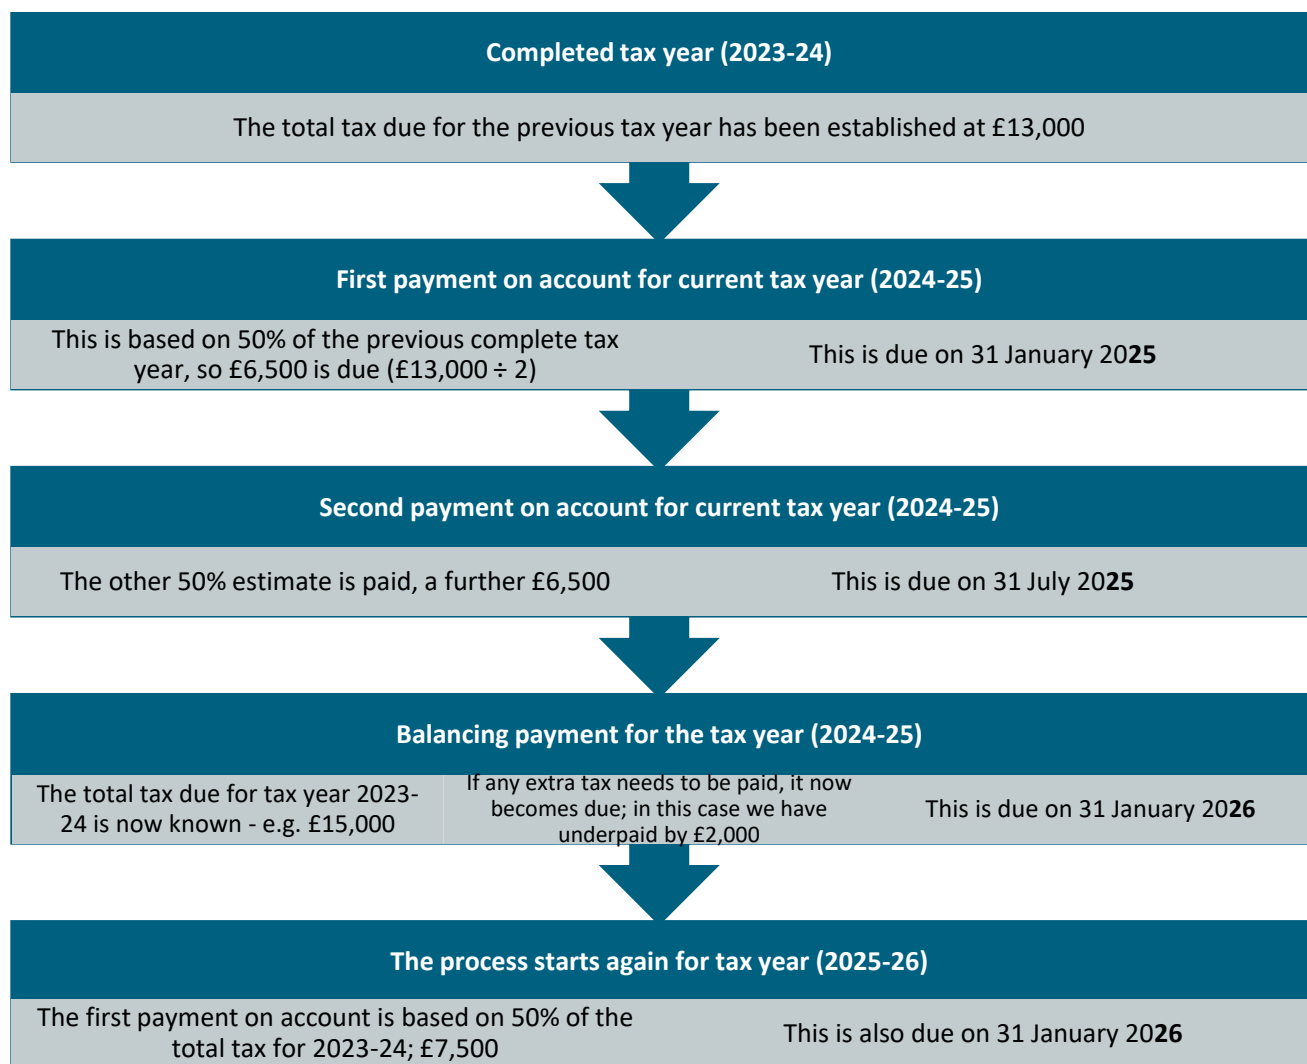 Completed tax year (2023-24)
The total tax due for the previous tax year has been established at £13,000
First payment on account for current tax year (2024-25)
This is based on 50% of the previous complete tax
year, so £6,500 is due (£13,000 ÷ 2)
This is due on 31 January 2025
Second payment on account for current tax year (2024-25)
The other 50% estimate is paid, a further £6,500
This is due on 31 July 2025
Balancing payment for the tax year (2024-25)
The total tax due for tax year 2023-
24 is now known - e.g. £15,000
If any extra tax needs to be paid, it now
becomes due; in this case we have
underpaid by £2,000
This is due on 31 January 2026
The process starts again for tax year (2025-26)
The first payment on account is based on 50% of the
total tax for 2023-24; £7,500
This is also due on 31 January 2026